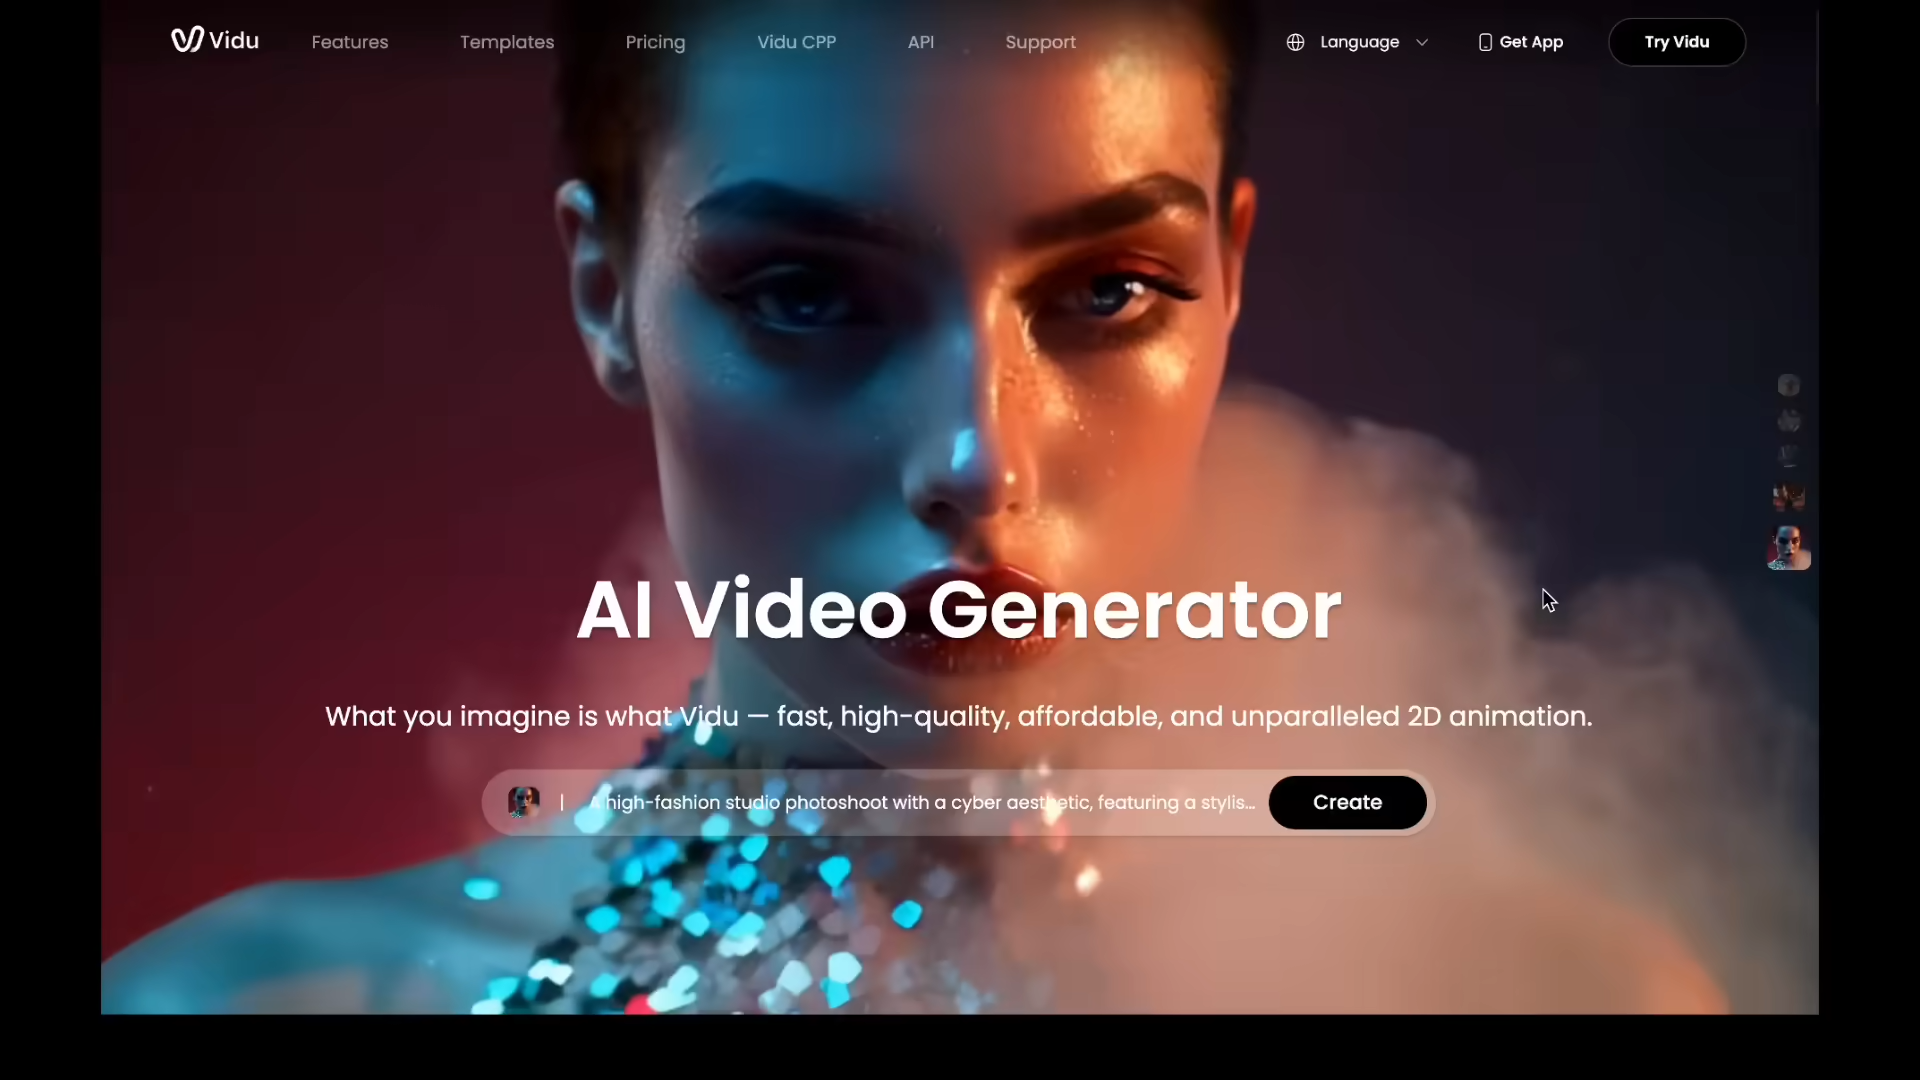 Vidu Features Templates Pricing Vidu CPP API Support Language Get App Try Vidu
AI Video Generator
What you imagine is what Vidu — fast, high-quality, affordable, and unparalleled 2D animation.
A high-fashion studio photoshoot with a cyber aesthetic, featuring a stylis... Create